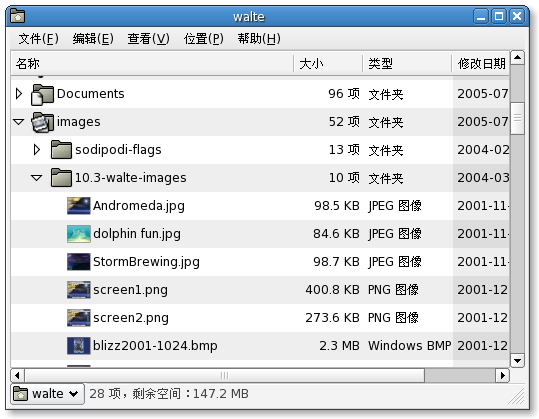 walte
文件(F) 编辑(E) 查看(V) 位置(P) 帮助(H)
名称 大小 类型 修改日期
Documents 96 项 文件夹 2005-07
images 52 项 文件夹 2005-07
sodipodi-flags 13 项 文件夹 2004-02
10.3-walte-images 10 项 文件夹 2004-03
Andromeda.jpg 98.5 KB JPEG 图像 2001-11-
dolphin fun.jpg 84.6 KB JPEG 图像 2001-11-
StormBrewing.jpg 98.7 KB JPEG 图像 2001-11-
screen1.png 400.8 KB PNG 图像 2001-12
screen2.png 273.6 KB PNG 图像 2001-12
blizz2001-1024.bmp 2.3 MB Windows BMP 2001-12
walte 28 项，剩余空间：147.2 MB